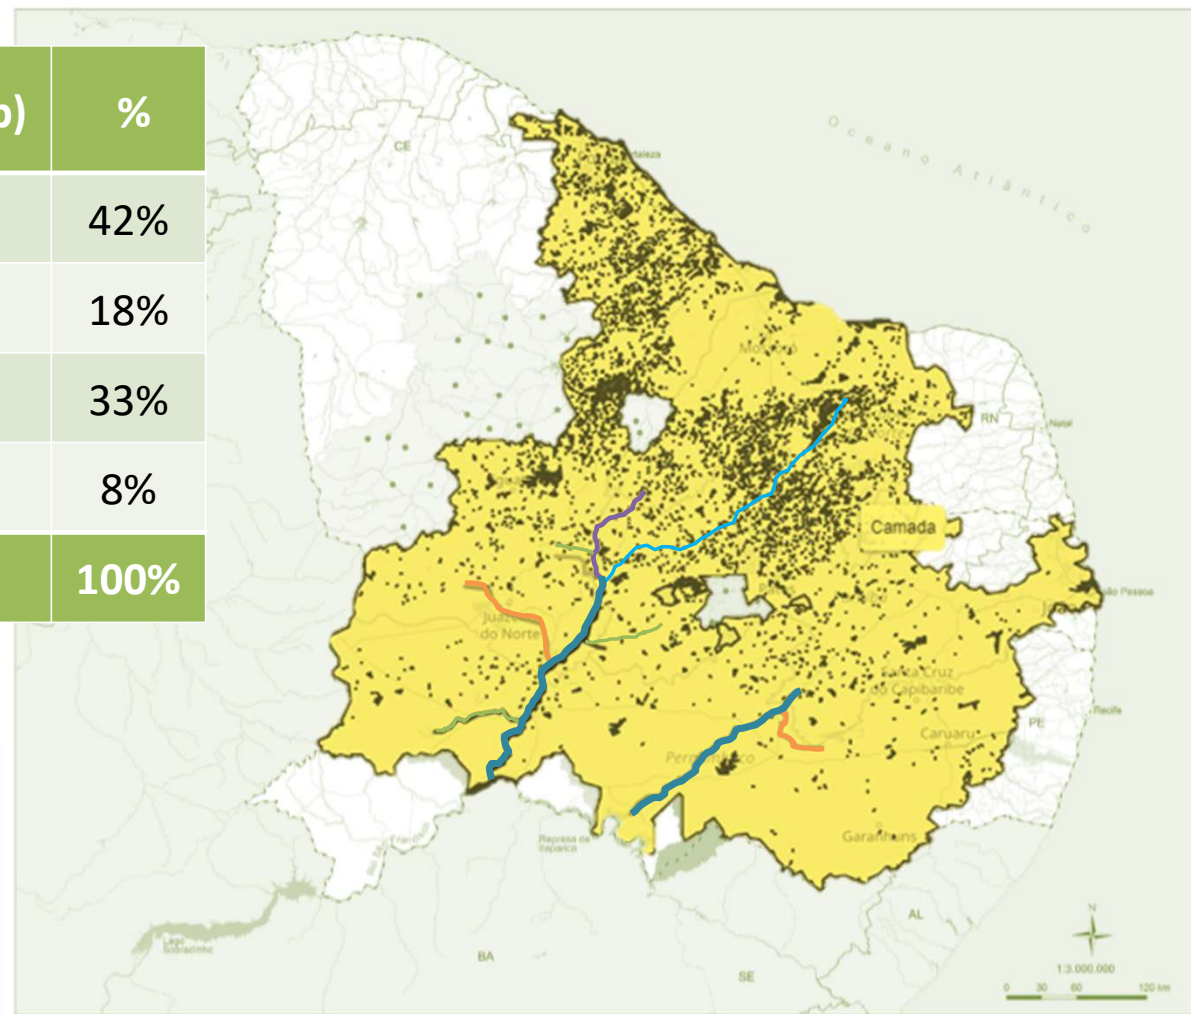 %
42%
18%
33%
8%
100%
Oceano Atlântico
CE
RN
Natal
Camada
Juazeiro
do Norte
Santa Cruz
do Capibaribe
PE
Recife
Caruaru
Pernambuco
Garanhuns
Represa de
Itaparica
Lago
Sobradinho
BA
SE
AL
N
1:3.000.000
0 30 60 120 km